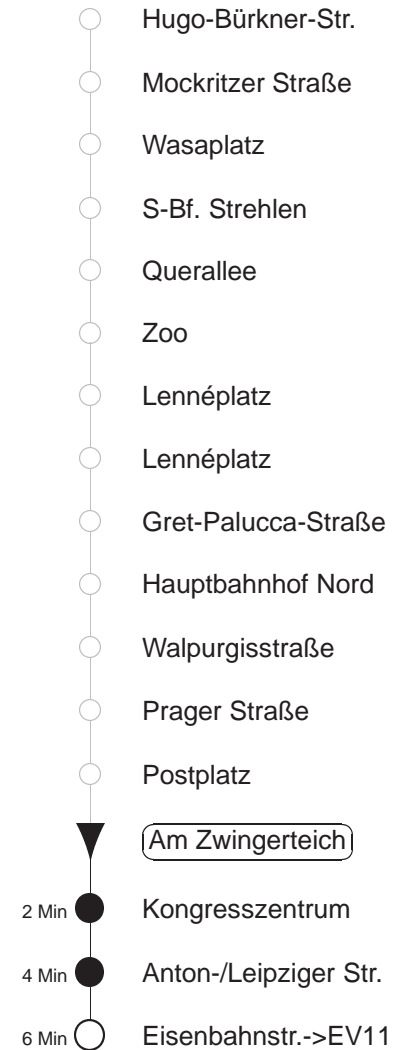 Hugo-Bürkner-Str.
Mockritzer Straße
Wasaplatz
S-Bf. Strehlen
Querallee
Zoo
Lennéplatz
Lennéplatz
Gret-Palucca-Straße
Hauptbahnhof Nord
Walpurgisstraße
Prager Straße
Postplatz
Am Zwingerteich
2 Min Kongresszentrum
4 Min Anton-/Leipziger Str.
6 Min Eisenbahnstr.->EV11